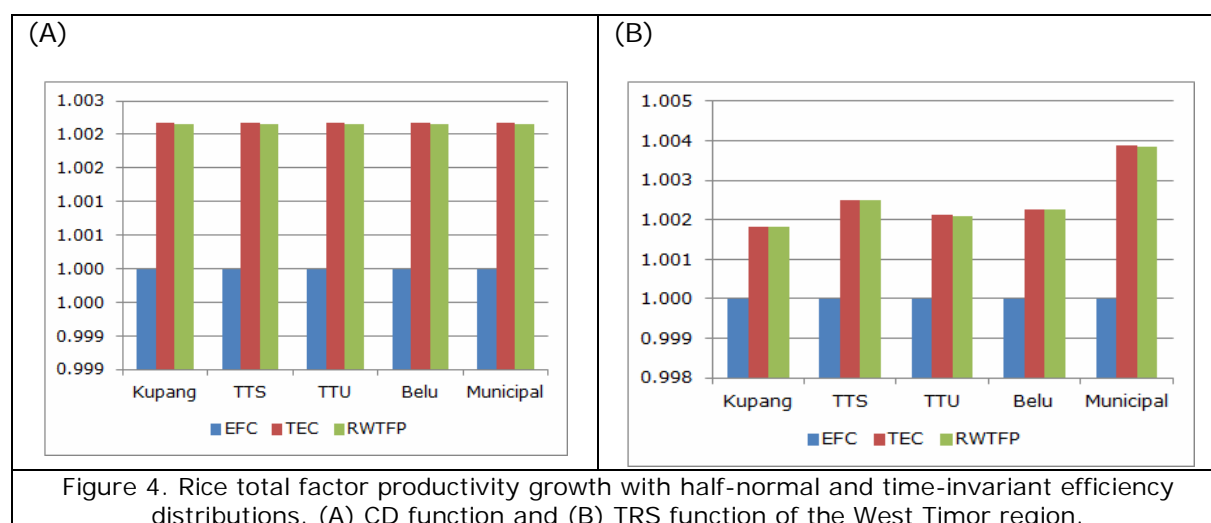 (A)
1.003
1.002
1.002
1.001
1.001
1.000
1.000
0.999
0.999
Kupang TTS TTU Belu Municipal
EFC TEC RWTFP
(B)
1.005
1.004
1.003
1.002
1.001
1.000
0.999
0.998
Kupang TTS TTU Belu Municipal
EFC TEC RWTFP
Figure 4. Rice total factor productivity growth with half-normal and time-invariant efficiency
distributions. (A) CD function and (B) TRS function of the West Timor region.